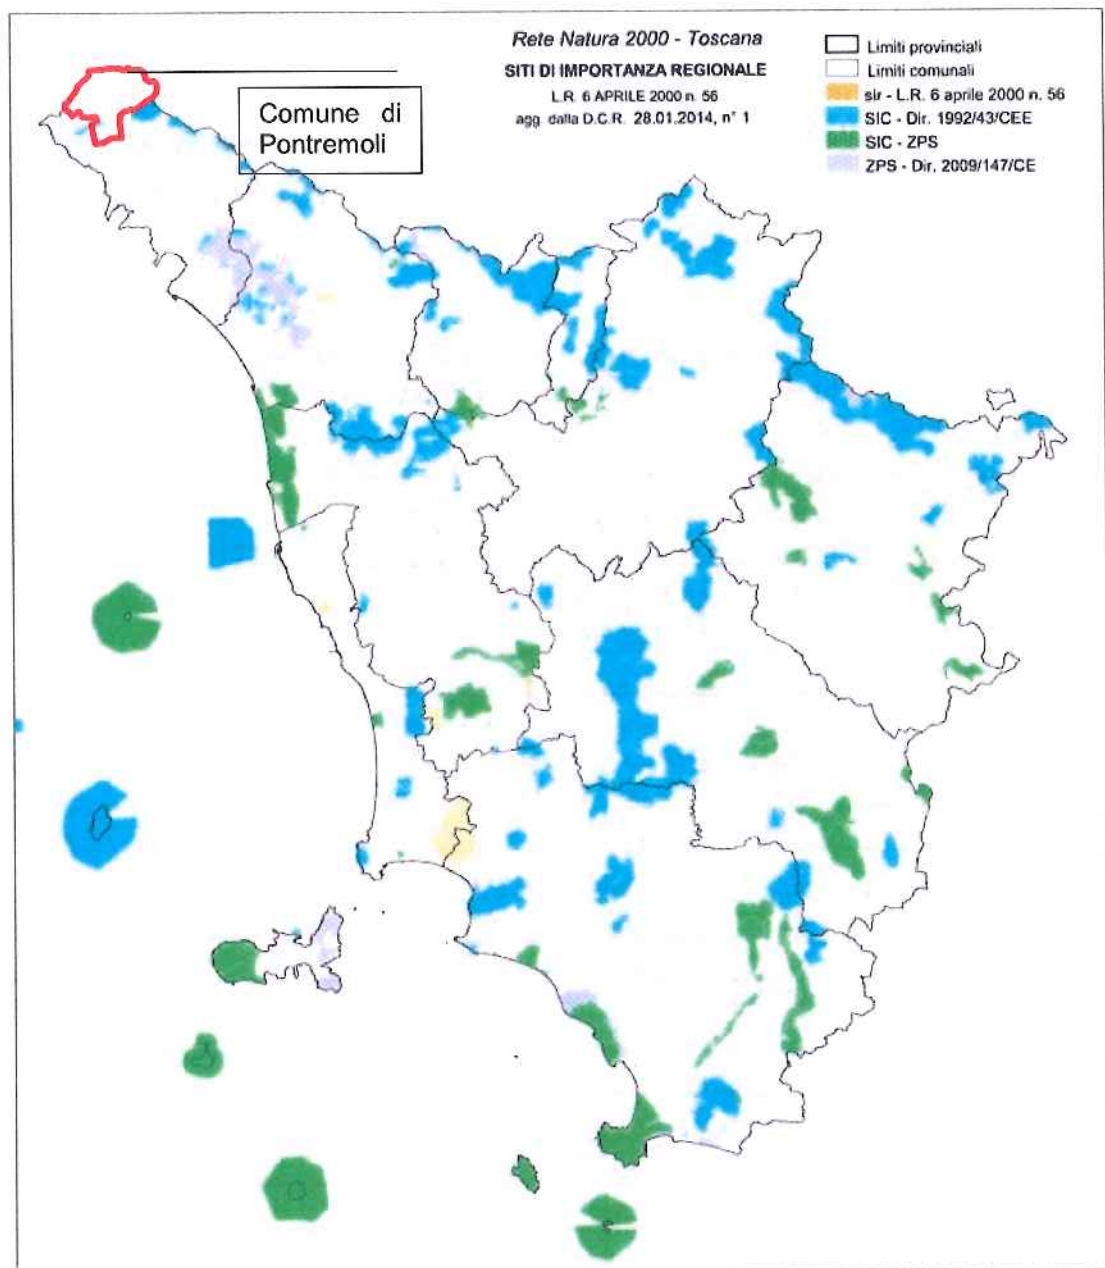 Rete Natura 2000 - Toscana
SITI DI IMPORTANZA REGIONALE
L.R. 6 APRILE 2000 n. 56
agg. dalla D.C.R. 28.01.2014, n° 1
Limiti provinciali
Limiti comunali
sir - L.R. 6 aprile 2000 n. 56
SIC - Dir. 1992/43/CEE
SIC - ZPS
ZPS - Dir. 2009/147/CE
Comune di
Pontremoli